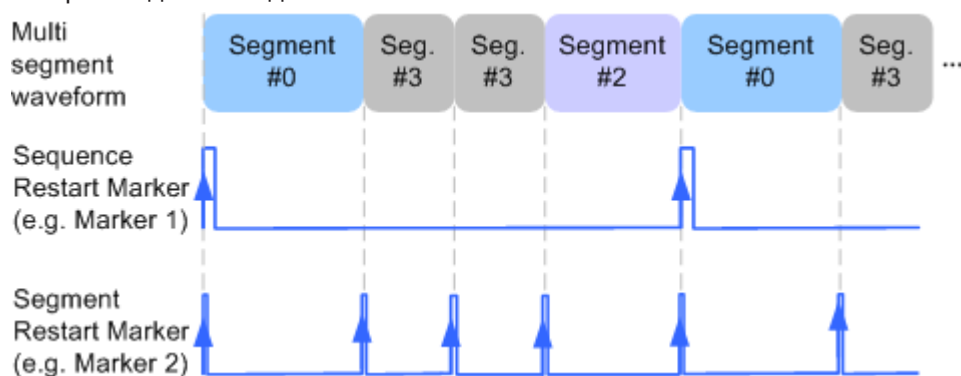 Multi
segment
waveform
Segment
#0
Seg.
#3
Seg.
#3
Segment
#2
Segment
#0
Seg.
#3
...
Sequence
Restart Marker
(e.g. Marker 1)
Segment
Restart Marker
(e.g. Marker 2)